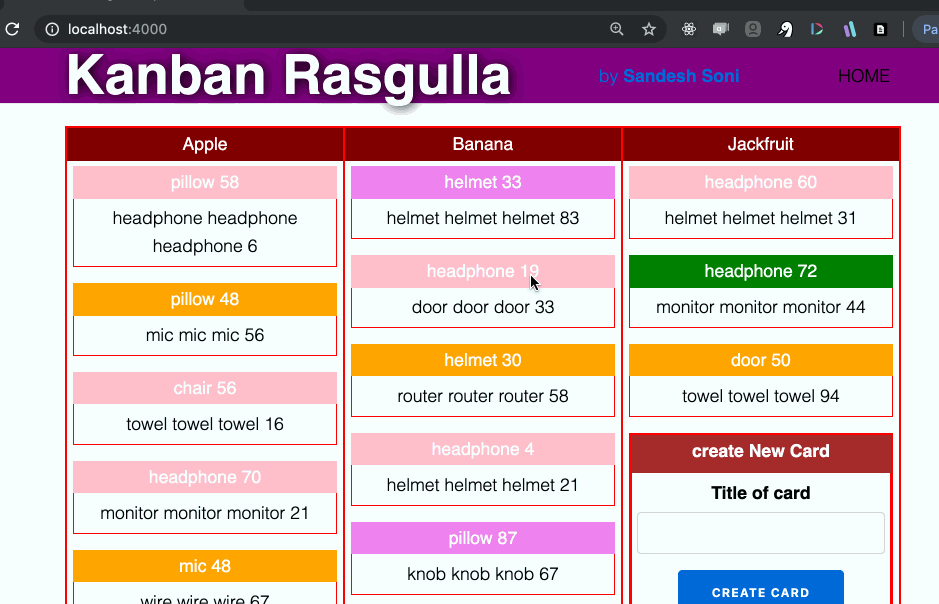 localhost:4000
Pa
Kanban Rasgulla
by Sandesh Soni
HOME
Apple
pillow 58
headphone headphone
headphone 6
pillow 48
mic mic mic 56
chair 56
towel towel towel 16
headphone 70
monitor monitor monitor 21
mic 48
wire wire wire 67
Banana
helmet 33
helmet helmet helmet 83
headphone 19
door door door 33
helmet 30
router router router 58
headphone 4
helmet helmet helmet 21
pillow 87
knob knob knob 67
Jackfruit
headphone 60
helmet helmet helmet 31
headphone 72
monitor monitor monitor 44
door 50
towel towel towel 94
create New Card
Title of card
CREATE CARD